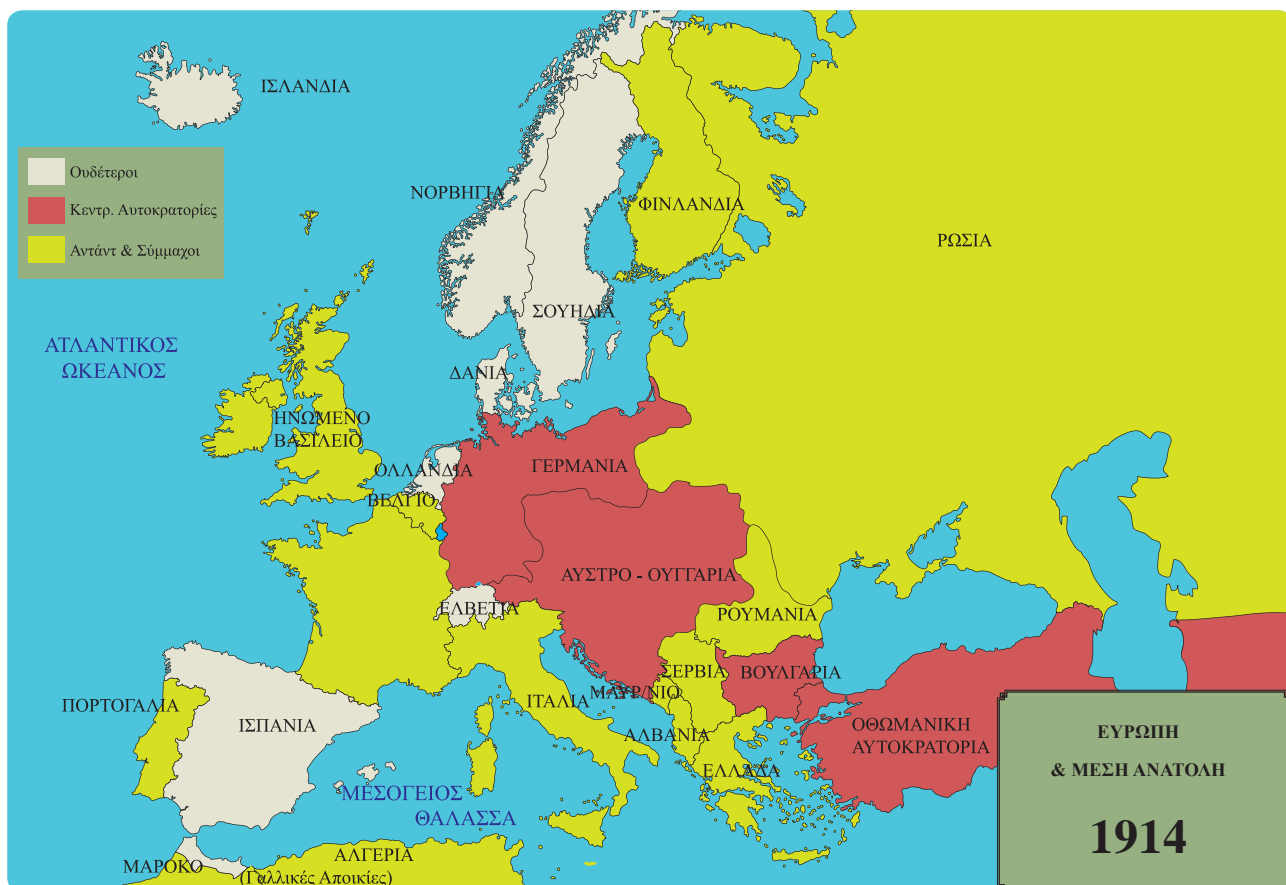 ΙΣΛΑΝΔΙΑ
Ουδέτεροι
Κεντρ. Αυτοκρατορίες
Αντάντ & Σύμμαχοι
ΝΟΡΒΗΓΙΑ
ΦΙΝΛΑΝΔΙΑ
ΡΩΣΙΑ
ΣΟΥΗΔΙΑ
ΑΤΛΑΝΤΙΚΟΣ
ΩΚΕΑΝΟΣ
ΔΑΝΙΑ
ΗΝΩΜΕΝΟ
ΒΑΣΙΛΕΙΟ
ΟΛΛΑΝΔΙΑ
ΓΕΡΜΑΝΙΑ
ΒΕΛΓΙΟ
ΑΥΣΤΡΟ - ΟΥΓΓΑΡΙΑ
ΕΛΒΕΤΙΑ
ΡΟΥΜΑΝΙΑ
ΣΕΡΒΙΑ
ΒΟΥΛΓΑΡΙΑ
ΜΑΥΡ/ΝΙΟ
ΙΤΑΛΙΑ
ΠΟΡΤΟΓΑΛΙΑ
ΙΣΠΑΝΙΑ
ΑΛΒΑΝΙΑ
ΟΘΩΜΑΝΙΚΗ
ΑΥΤΟΚΡΑΤΟΡΙΑ
ΕΛΛΑΔΑ
ΜΕΣΟΓΕΙΟΣ
ΘΑΛΑΣΣΑ
ΜΑΡΟΚΟ
ΑΛΓΕΡΙΑ
(Γαλλικές Αποικίες)
ΕΥΡΩΠΗ
& ΜΕΣΗ ΑΝΑΤΟΛΗ
1914